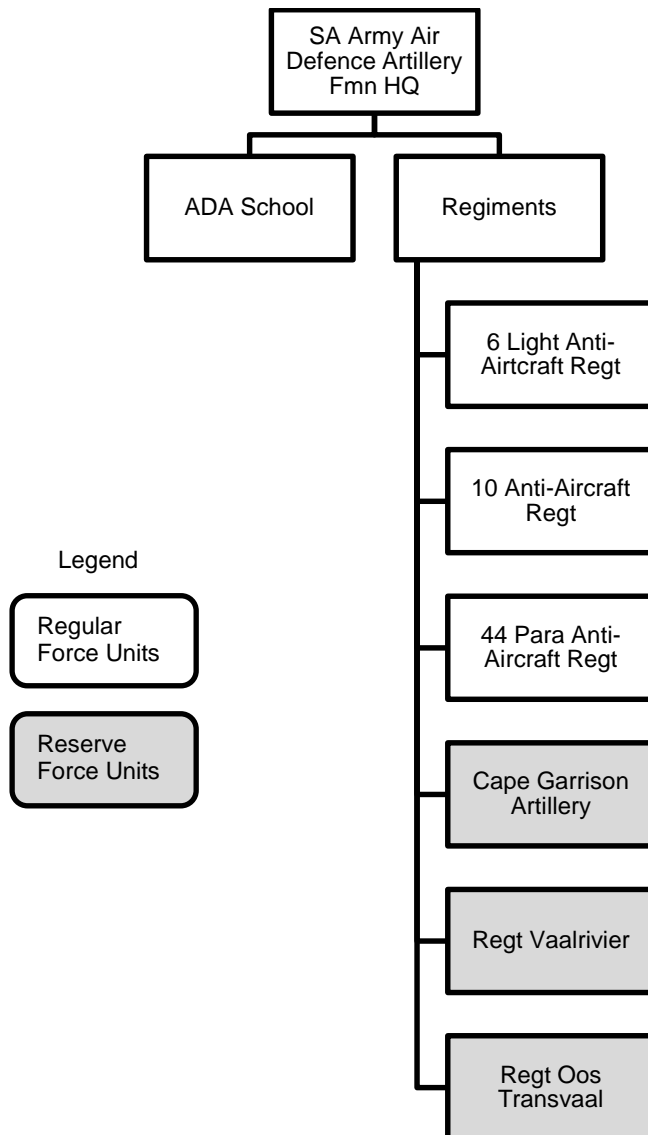 SA Army Air
Defence Artillery
Fmn HQ
ADA School
Regiments
6 Light Anti-
Airtcraft Regt
10 Anti-Aircraft
Regt
44 Para Anti-
Aircraft Regt
Cape Garrison
Artillery
Regt Vaalrivier
Regt Oos
Transvaal
Legend
Regular
Force Units
Reserve
Force Units